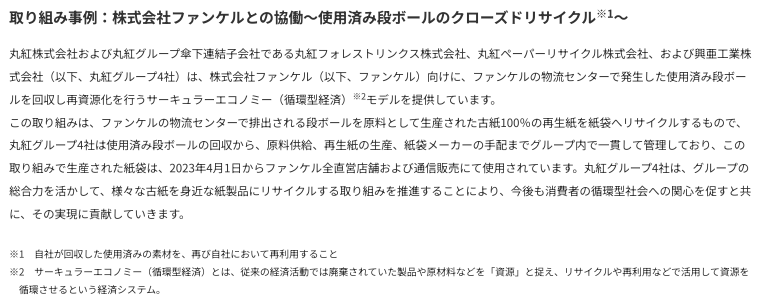 取り組み事例：株式会社ファンケルとの協働～使用済み段ボールのクローズドリサイクル※1～
丸紅株式会社および丸紅グループ傘下連結子会社である丸紅フォレストリンクス株式会社、丸紅ペーパーリサイクル株式会社、および興亜工業株
式会社（以下、丸紅グループ4社）は、株式会社ファンケル（以下、ファンケル）向けに、ファンケルの物流センターで発生した使用済み段ボー
ルを回収し再資源化を行うサーキュラーエコノミー（循環型経済）※2モデルを提供しています。
この取り組みは、ファンケルの物流センターで排出される段ボールを原料として生産された古紙100％の再生紙を紙袋へリサイクルするもので、
丸紅グループ4社は使用済み段ボールの回収から、原料供給、再生紙の生産、紙袋メーカーの手配までグループ内で一貫して管理しており、この
取り組みで生産された紙袋は、2023年4月1日からファンケル全直営店舗および通信販売にて使用されています。丸紅グループ4社は、グループの
総合力を活かして、様々な古紙を身近な紙製品にリサイクルする取り組みを推進することにより、今後も消費者の循環型社会への関心を促すと共
に、その実現に貢献していきます。
※1　自社が回収した使用済みの素材を、再び自社において再利用すること
※2　サーキュラーエコノミー（循環型経済）とは、従来の経済活動では廃棄されていた製品や原材料などを「資源」と捉え、リサイクルや再利用などで活用して資源を
循環させるという経済システム。